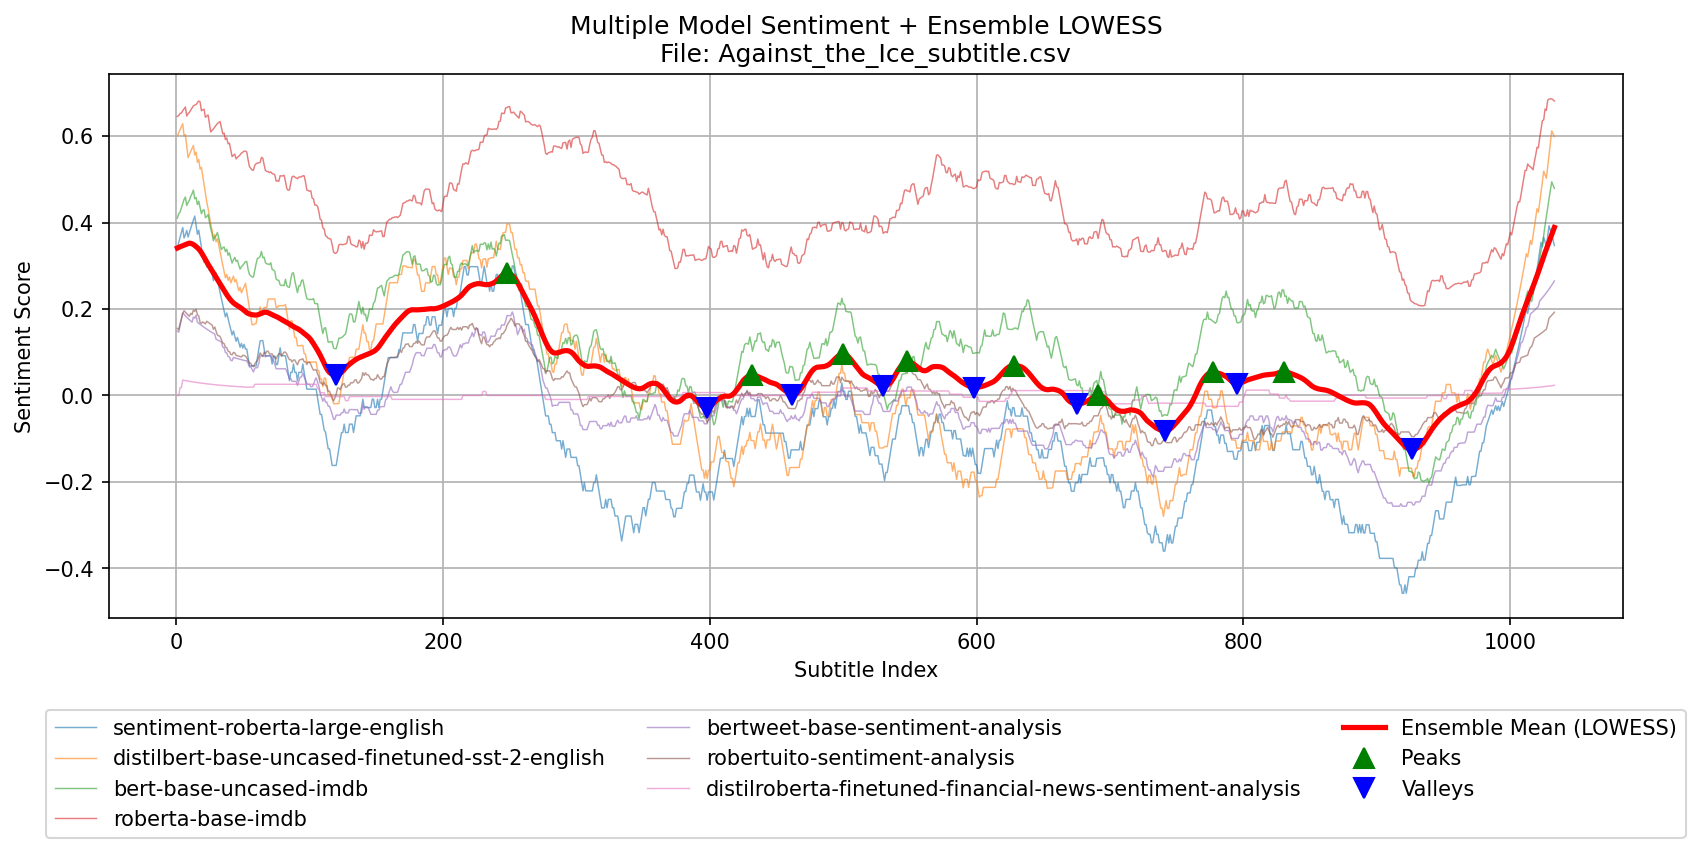 Multiple Model Sentiment + Ensemble LOWESS
File: Against_the_Ice_subtitle.csv
Sentiment Score
0.6
0.4
0.2
0.0
−0.2
−0.4
0
200
400
600
800
1000
Subtitle Index
sentiment-roberta-large-english
distilbert-base-uncased-finetuned-sst-2-english
bert-base-uncased-imdb
roberta-base-imdb
bertweet-base-sentiment-analysis
robertuito-sentiment-analysis
distilroberta-finetuned-financial-news-sentiment-analysis
Ensemble Mean (LOWESS)
Peaks
Valleys